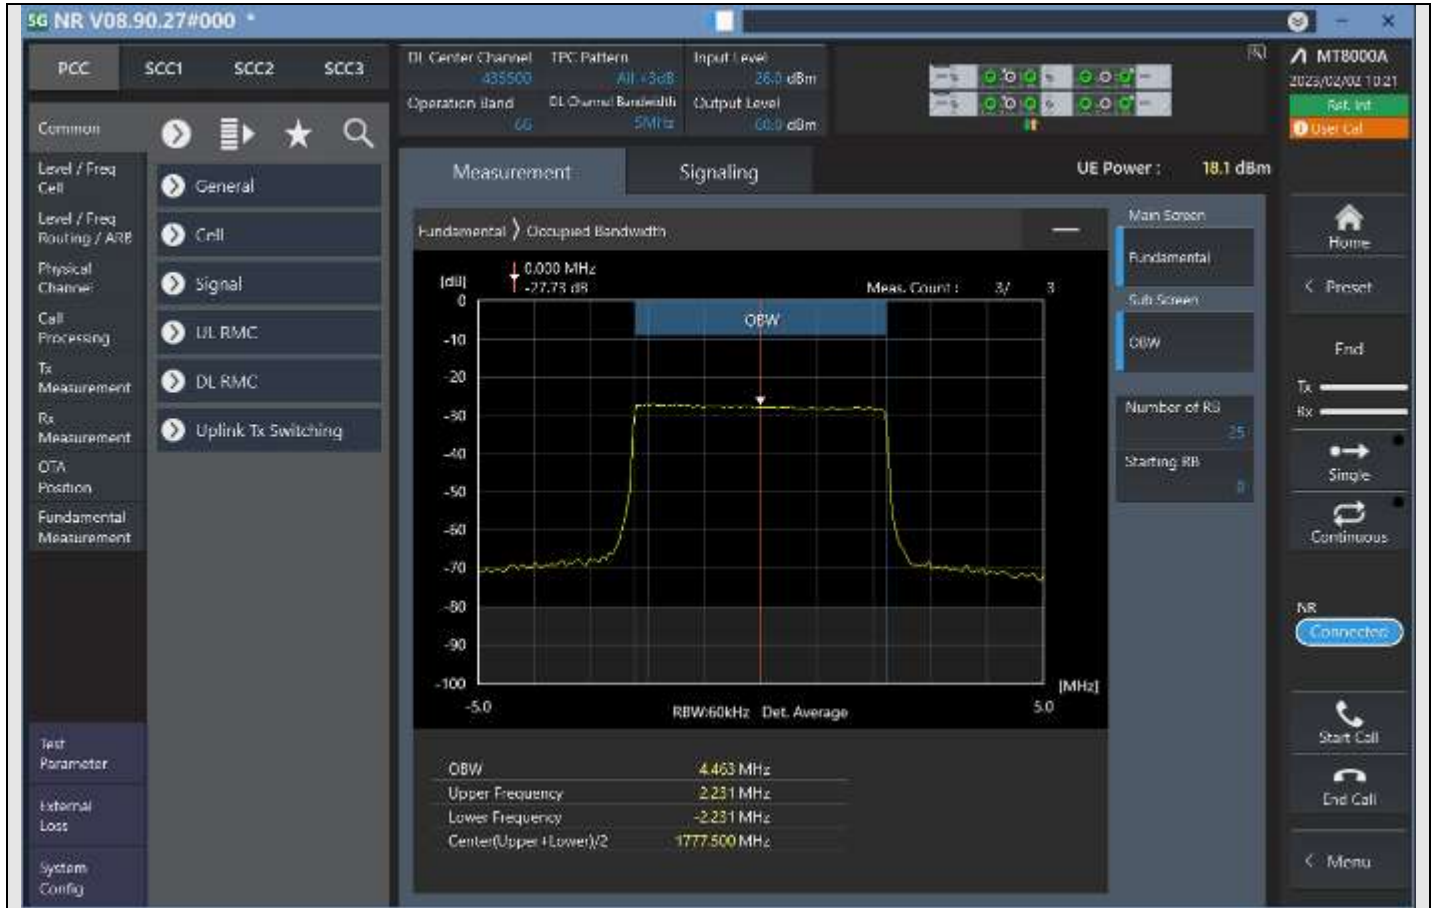 5G NR V08.90.27#000 *
PCC SCC1 SCC2 SCC3
DL Center Channel TPC Pattern Input Level
435500 All +3dB 26.0 dBm
Operation Band DL Channel Bandwidth Output Level
66 5MHz dBm
MT8000A
2023/02/02 10:21
Ref. Int
User Cal
Common
Level / Freq
Cell
Level / Freq
Routing / ARB
Physical
Channel
Call
Processing
Tx
Measurement
Rx
Measurement
OTA
Position
Fundamental
Measurement
Test
Parameter
External
Loss
System
Config
General
Cell
Signal
UL RMC
DL RMC
Uplink Tx Switching
Measurement Signaling
UE Power : 18.1 dBm
Fundamental ❭ Occupied Bandwidth
[dB] 0.000 MHz
-27.73 dB Meas. Count : 3/ 3
OBW
0
-10
-20
-30
-40
-50
-60
-70
-80
-90
-100
[MHz]
-5.0 RBW:60kHz Det. Average 5.0
OBW 4.463 MHz
Upper Frequency 2.231 MHz
Lower Frequency -2.231 MHz
Center(Upper+Lower)/2 1777.500 MHz
Main Screen
Fundamental
Sub Screen
OBW
Number of RB
25
Starting RB
0
Home
< Preset
End
Tx
Rx
Single
Continuous
NR
Connected
Start Call
End Call
< Menu